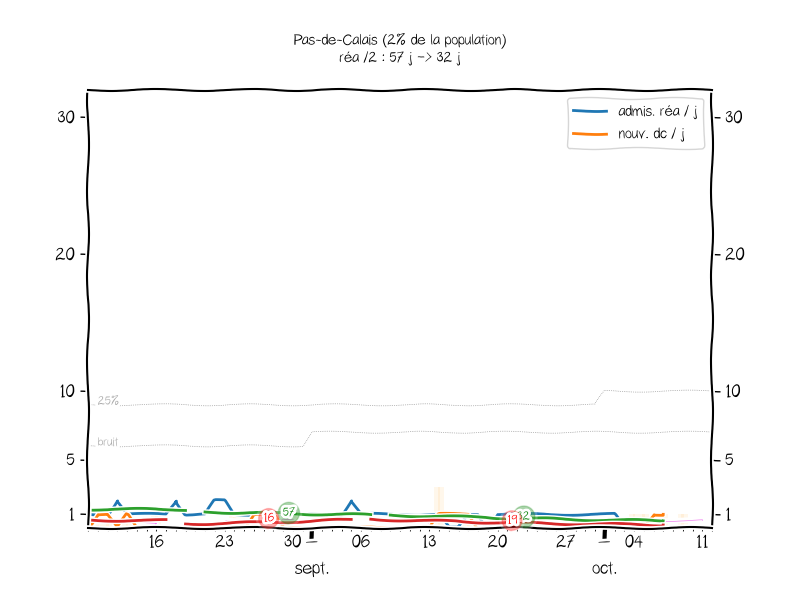 Pas-de-Calais (2% de la population)
réa /2 : 57 j -> 32 j
admis. réa / j
nouv. dc / j
30 30
20 20
10 10
25%
bruit
5 5
1 1
16 57 19
16 23 30 06 13 20 27 04 11
sept. oct.